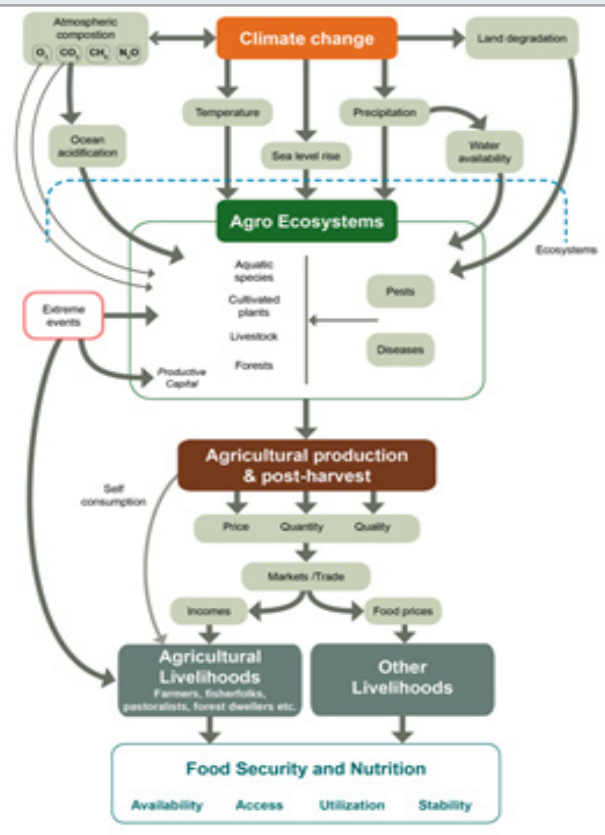 Atmospheric
compostion
O₃ CO₂ CH₄ N₂O
Climate change
Land degradation
Temperature
Precipitation
Ocean
acidification
Sea level rise
Water
availability
Agro Ecosystems
Ecosystems
Aquatic
species
Cultivated
plants
Livestock
Forests
Pests
Diseases
Extreme
events
Productive
Capital
Agricultural production
& post-harvest
Self
consumption
Price Quantity Quality
Markets /Trade
Incomes
Food prices
Agricultural
Livelihoods
Farmers, fisherfolks,
pastoralists, forest dwellers etc.
Other
Livelihoods
Food Security and Nutrition
Availability Access Utilization Stability